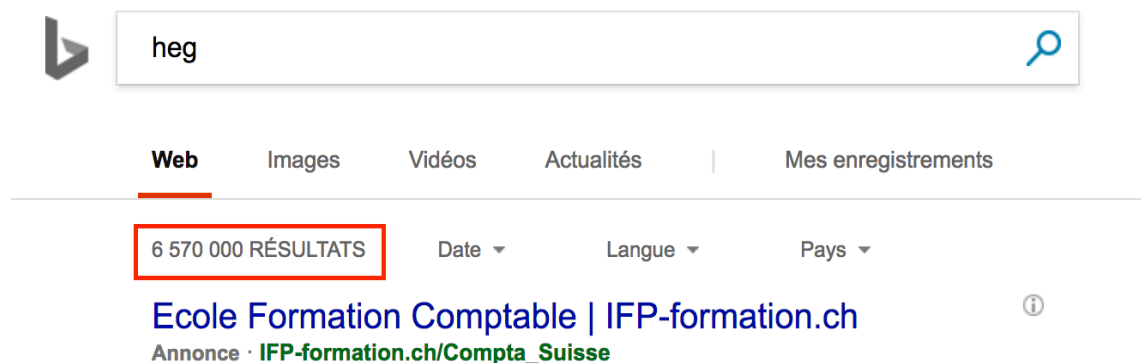 heg
Web Images Vidéos Actualités | Mes enregistrements
6 570 000 RÉSULTATS Date Langue Pays
Ecole Formation Comptable | IFP-formation.ch
Annonce · IFP-formation.ch/Compta_Suisse